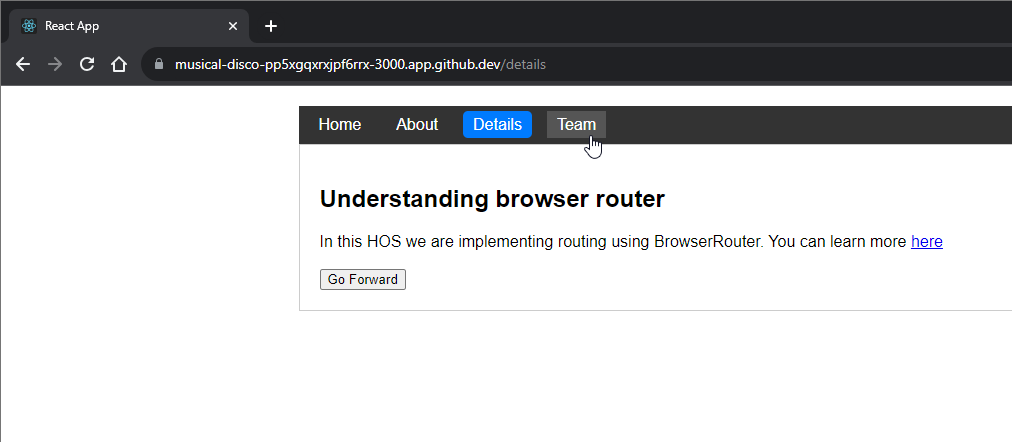 React App
musical-disco-pp5xgqxrxjpf6rrx-3000.app.github.dev/details
Home About Details Team
Understanding browser router
In this HOS we are implementing routing using BrowserRouter. You can learn more here
Go Forward